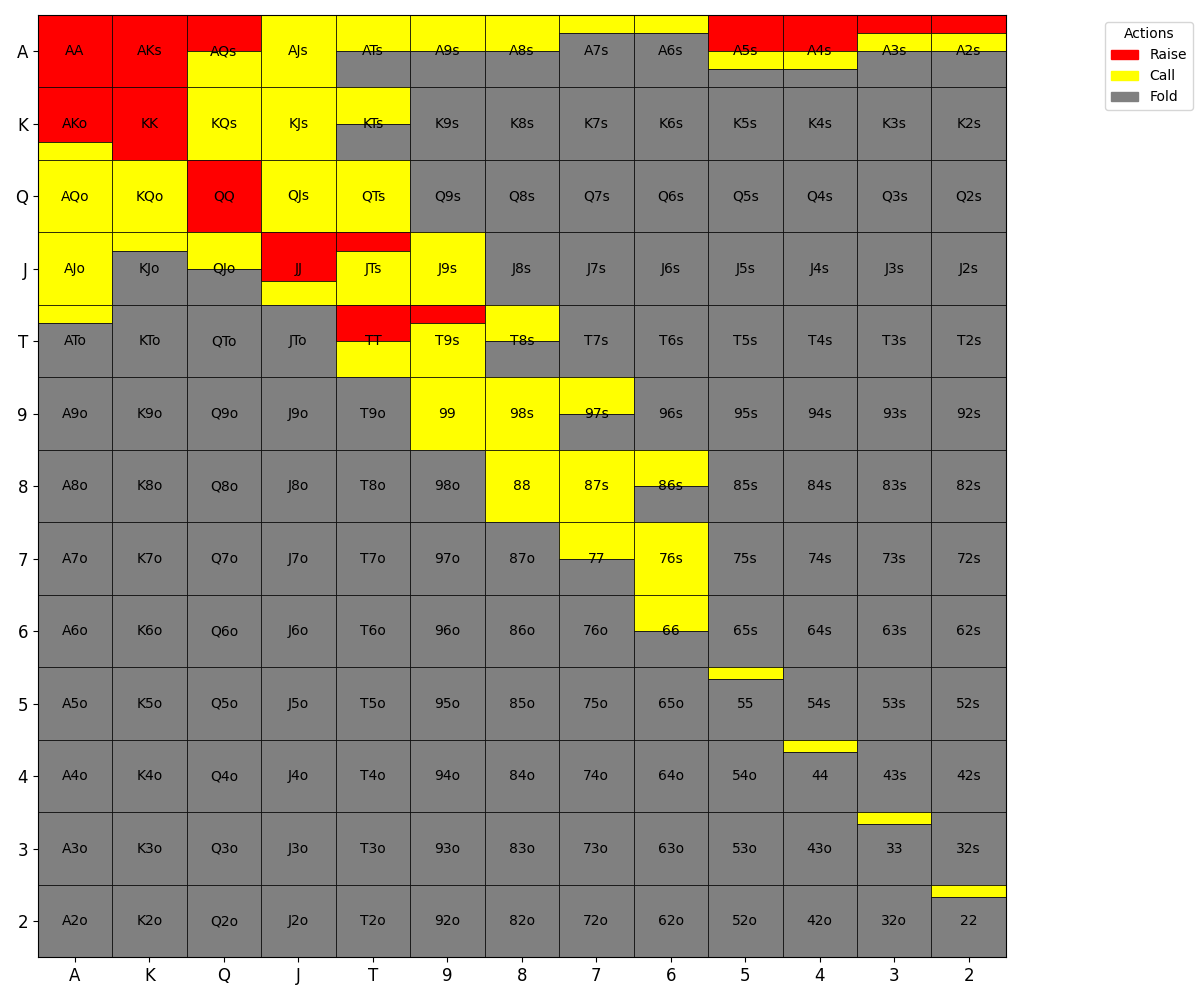 Actions
Raise
Call
Fold
A AA AKs AQs AJs ATs A9s A8s A7s A6s A5s A4s A3s A2s
K AKo KK KQs KJs KTs K9s K8s K7s K6s K5s K4s K3s K2s
Q AQo KQo QQ QJs QTs Q9s Q8s Q7s Q6s Q5s Q4s Q3s Q2s
J AJo KJo QJo JJ JTs J9s J8s J7s J6s J5s J4s J3s J2s
T ATo KTo QTo JTo TT T9s T8s T7s T6s T5s T4s T3s T2s
9 A9o K9o Q9o J9o T9o 99 98s 97s 96s 95s 94s 93s 92s
8 A8o K8o Q8o J8o T8o 98o 88 87s 86s 85s 84s 83s 82s
7 A7o K7o Q7o J7o T7o 97o 87o 77 76s 75s 74s 73s 72s
6 A6o K6o Q6o J6o T6o 96o 86o 76o 66 65s 64s 63s 62s
5 A5o K5o Q5o J5o T5o 95o 85o 75o 65o 55 54s 53s 52s
4 A4o K4o Q4o J4o T4o 94o 84o 74o 64o 54o 44 43s 42s
3 A3o K3o Q3o J3o T3o 93o 83o 73o 63o 53o 43o 33 32s
2 A2o K2o Q2o J2o T2o 92o 82o 72o 62o 52o 42o 32o 22
A K Q J T 9 8 7 6 5 4 3 2